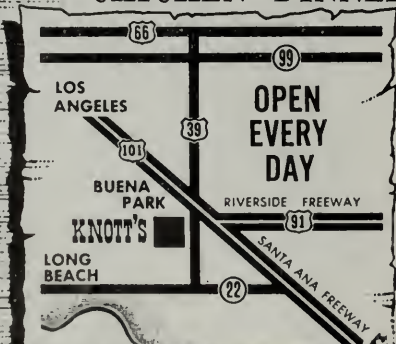 66
99
LOS
ANGELES
OPEN
EVERY
DAY
39
101
BUENA
PARK
RIVERSIDE FREEWAY
91
KNOTT'S
LONG
BEACH
SANTA ANA FREEWAY
22